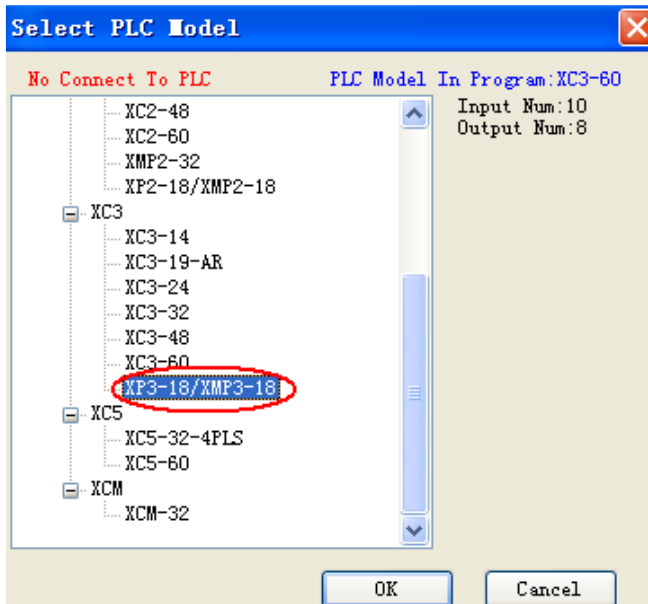 Select PLC Model
No Connect To PLC
PLC Model In Program:XC3-60
Input Num:10
Output Num:8
XC2-48
XC2-60
XMP2-32
XP2-18/XMP2-18
XC3
XC3-14
XC3-19-AR
XC3-24
XC3-32
XC3-48
XC3-60
XP3-18/XMP3-18
XC5
XC5-32-4PLS
XC5-60
XCM
XCM-32
OK
Cancel